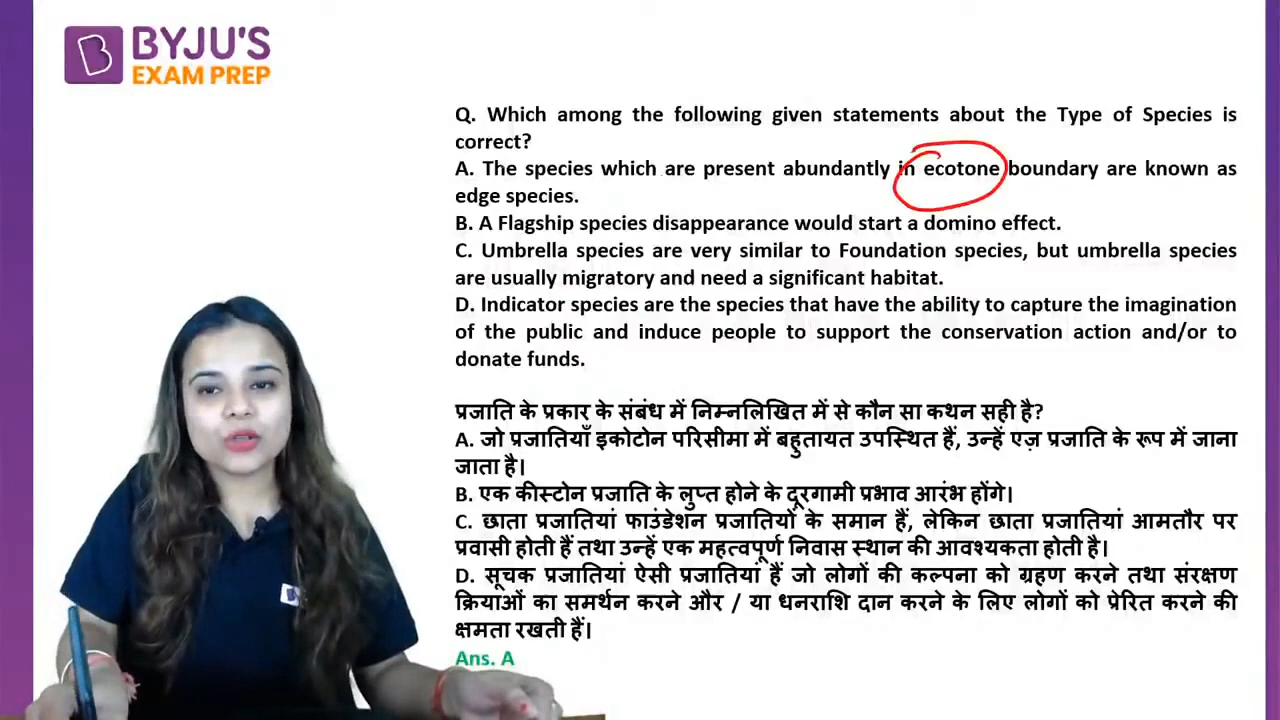 BYJU'S
EXAM PREP
Q. Which among the following given statements about the Type of Species is
correct?
A. The species which are present abundantly in ecotone boundary are known as
edge species.
B. A Flagship species disappearance would start a domino effect.
C. Umbrella species are very similar to Foundation species, but umbrella species
are usually migratory and need a significant habitat.
D. Indicator species are the species that have the ability to capture the imagination
of the public and induce people to support the conservation action and/or to
donate funds.
प्रजाति के प्रकार के संबंध में निम्नलिखित में से कौन सा कथन सही है?
A. जो प्रजातियाँ इकोटोन परिसीमा में बहुतायत उपस्थित हैं, उन्हें एज़ प्रजाति के रूप में जाना
जाता है।
B. एक कीस्टोन प्रजाति के लुप्त होने के दूरगामी प्रभाव आरंभ होंगे।
C. छाता प्रजातियां फाउंडेशन प्रजातियों के समान हैं, लेकिन छाता प्रजातियां आमतौर पर
प्रवासी होती हैं तथा उन्हें एक महत्वपूर्ण निवास स्थान की आवश्यकता होती है।
D. सूचक प्रजातियां ऐसी प्रजातियां हैं जो लोगों की कल्पना को ग्रहण करने तथा संरक्षण
क्रियाओं का समर्थन करने और / या धनराशि दान करने के लिए लोगों को प्रेरित करने की
क्षमता रखती हैं।
Ans. A